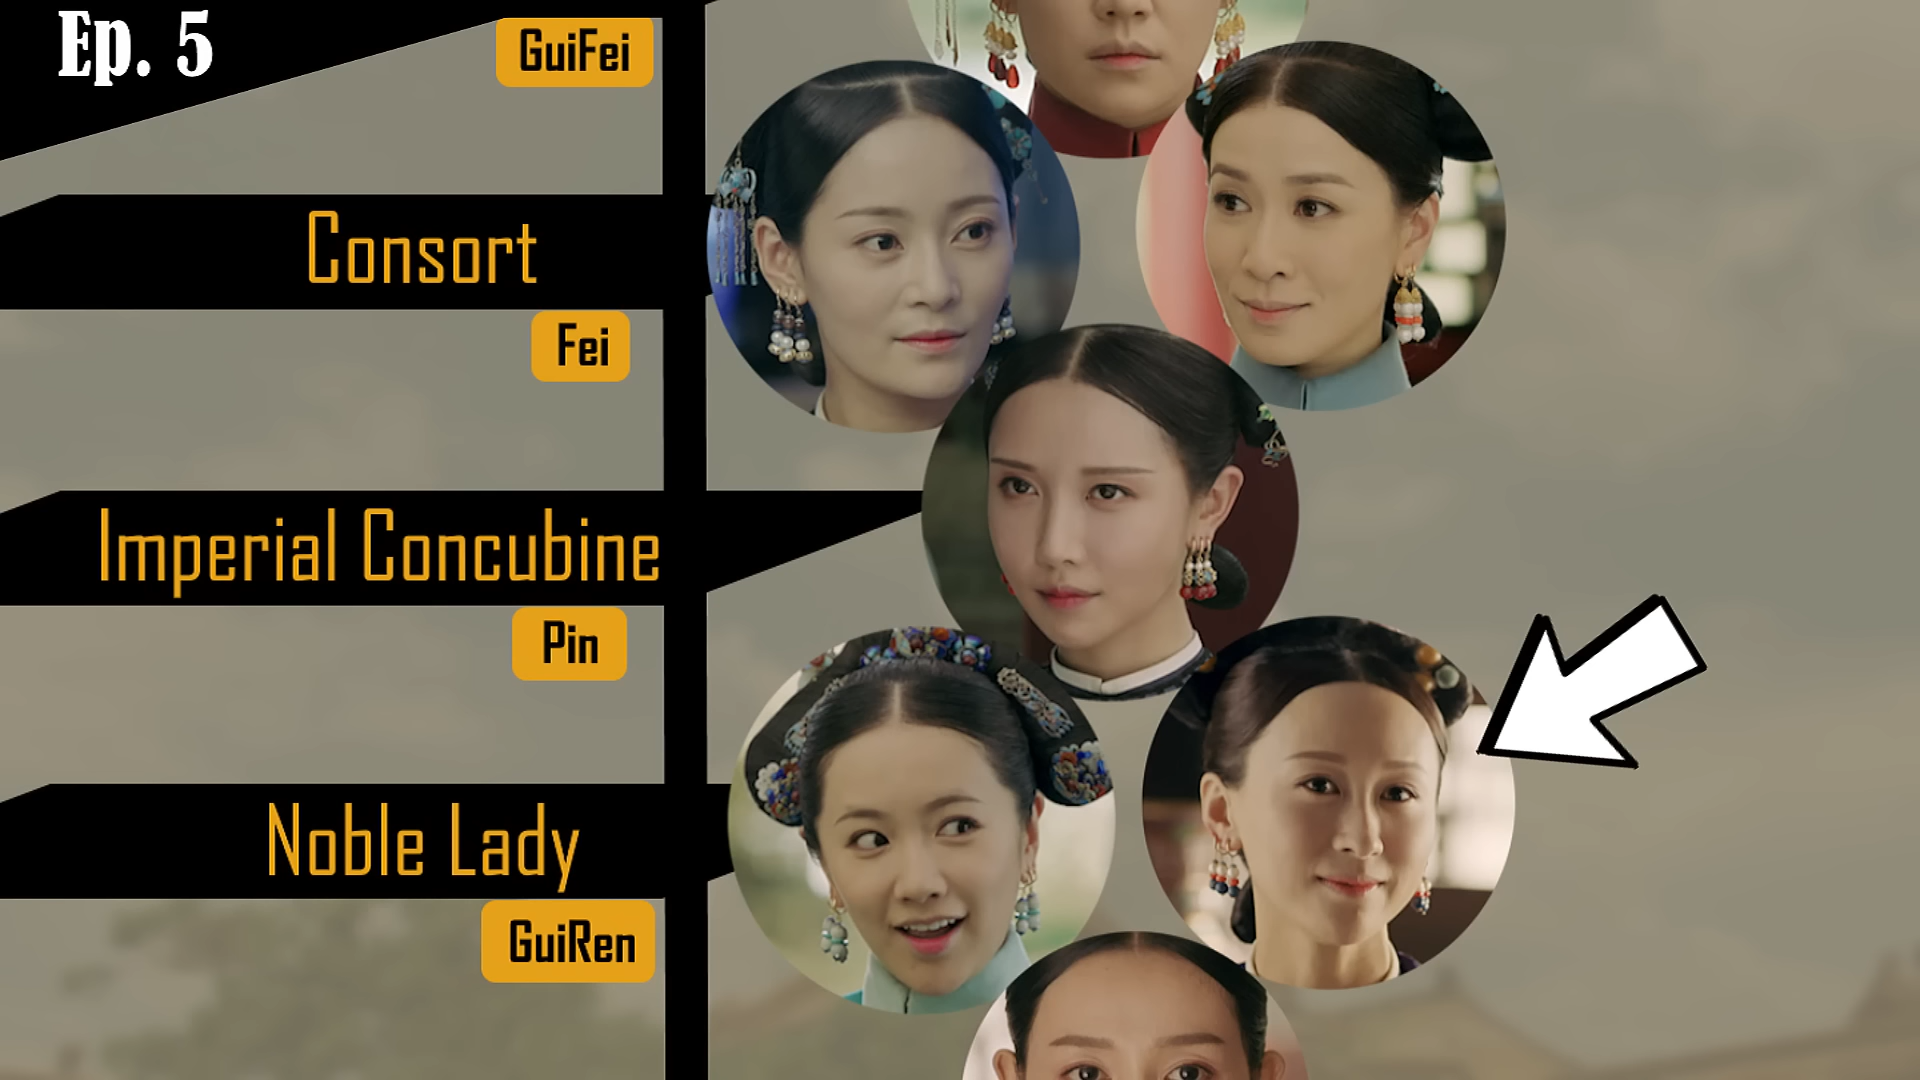 Ep. 5
GuiFei
Consort
Fei
Imperial Concubine
Pin
Noble Lady
GuiRen